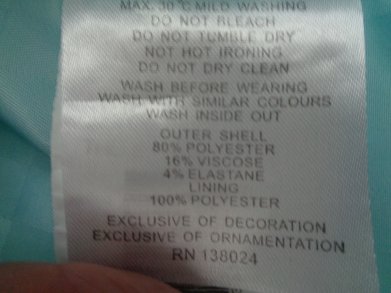 MAX. 30°C MILD WASHING
DO NOT BLEACH
DO NOT TUMBLE DRY
NOT HOT IRONING
DO NOT DRY CLEAN
WASH BEFORE WEARING
WASH WITH SIMILAR COLOURS
WASH INSIDE OUT
OUTER SHELL
80% POLYESTER
16% VISCOSE
4% ELASTANE
LINING
100% POLYESTER
EXCLUSIVE OF DECORATION
EXCLUSIVE OF ORNAMENTATION
RN 138024